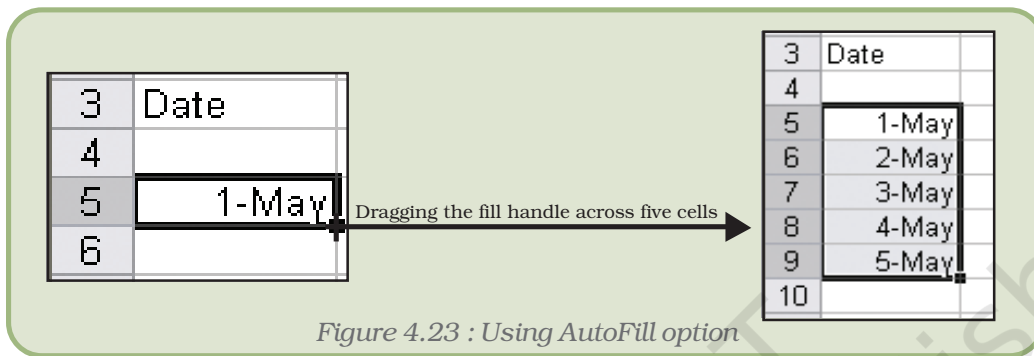 3 Date
4
5 1-May
6
Dragging the fill handle across five cells
3 Date
4
5 1-May
6 2-May
7 3-May
8 4-May
9 5-May
10
Figure 4.23 : Using AutoFill option